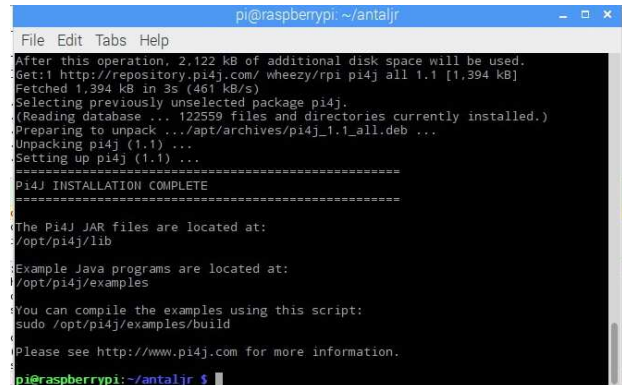 pi@raspberrypi: ~/antaljr
File Edit Tabs Help
After this operation, 2,122 kB of additional disk space will be used.
Get:1 http://repository.pi4j.com/ wheezy/rpi pi4j all 1.1 [1,394 kB]
Fetched 1,394 kB in 3s (461 kB/s)
Selecting previously unselected package pi4j.
(Reading database ... 122559 files and directories currently installed.)
Preparing to unpack .../apt/archives/pi4j_1.1_all.deb ...
Unpacking pi4j (1.1) ...
Setting up pi4j (1.1) ...
====================================================
Pi4J INSTALLATION COMPLETE
====================================================
The Pi4J JAR files are located at:
/opt/pi4j/lib
Example Java programs are located at:
/opt/pi4j/examples
You can compile the examples using this script:
sudo /opt/pi4j/examples/build
Please see http://www.pi4j.com for more information.
pi@raspberrypi:~/antaljr $